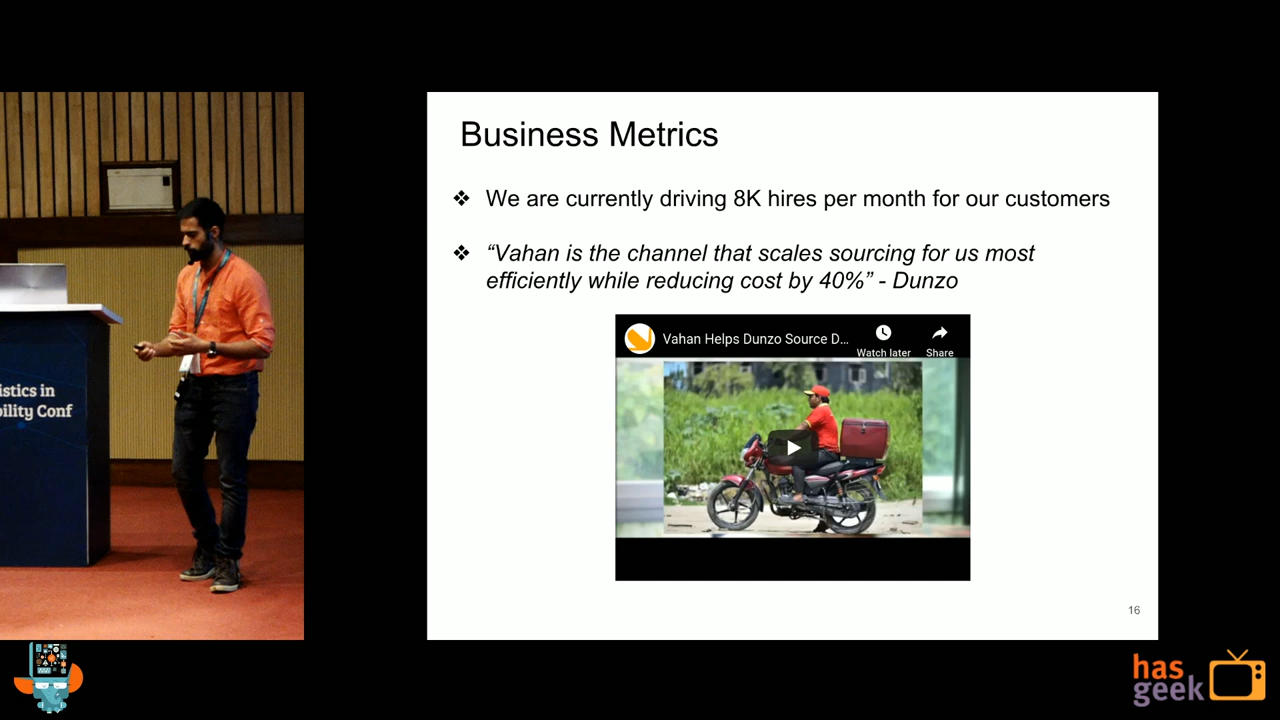 Business Metrics
❖ We are currently driving 8K hires per month for our customers
❖ “Vahan is the channel that scales sourcing for us most
efficiently while reducing cost by 40%” - Dunzo
Vahan Helps Dunzo Source D...
Watch later
Share
16
istics in
bility Conf
has
geek